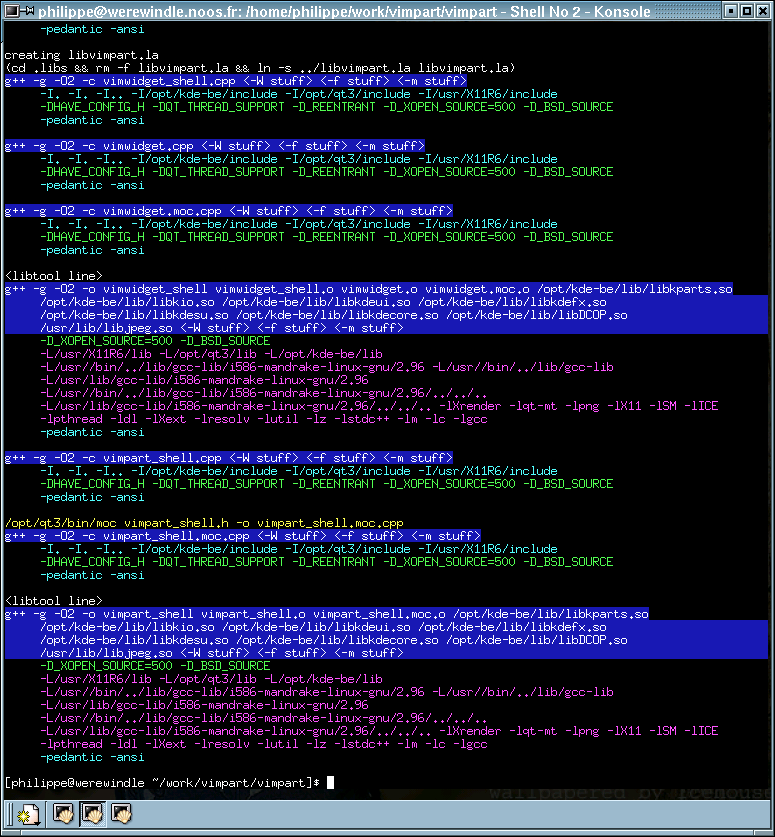 philippe@werewindle.noos.fr: /home/philippe/work/vimpart/vimpart - Shell No 2 - Konsole
-pedantic -ansi
creating libvimpart.la
(cd .libs && rm -f libvimpart.la && ln -s ../libvimpart.la libvimpart.la)
g++ -g -O2 -c vimwidget_shell.cpp <-W stuff> <-f stuff> <-m stuff>
-I. -I. -I.. -I/opt/kde-be/include -I/opt/qt3/include -I/usr/X11R6/include
-DHAVE_CONFIG_H -DQT_THREAD_SUPPORT -D_REENTRANT -D_XOPEN_SOURCE=500 -D_BSD_SOURCE
-pedantic -ansi
g++ -g -O2 -c vimwidget.cpp <-W stuff> <-f stuff> <-m stuff>
-I. -I. -I.. -I/opt/kde-be/include -I/opt/qt3/include -I/usr/X11R6/include
-DHAVE_CONFIG_H -DQT_THREAD_SUPPORT -D_REENTRANT -D_XOPEN_SOURCE=500 -D_BSD_SOURCE
-pedantic -ansi
g++ -g -O2 -c vimwidget.moc.cpp <-W stuff> <-f stuff> <-m stuff>
-I. -I. -I.. -I/opt/kde-be/include -I/opt/qt3/include -I/usr/X11R6/include
-DHAVE_CONFIG_H -DQT_THREAD_SUPPORT -D_REENTRANT -D_XOPEN_SOURCE=500 -D_BSD_SOURCE
-pedantic -ansi
<libtool line>
g++ -g -O2 -o vimwidget_shell vimwidget_shell.o vimwidget.o vimwidget.moc.o /opt/kde-be/lib/libkparts.so
/opt/kde-be/lib/libkio.so /opt/kde-be/lib/libkdeui.so /opt/kde-be/lib/libkdefx.so
/opt/kde-be/lib/libkdesu.so /opt/kde-be/lib/libkdecore.so /opt/kde-be/lib/libDCOP.so
/usr/lib/libjpeg.so <-W stuff> <-f stuff> <-m stuff>
-D_XOPEN_SOURCE=500 -D_BSD_SOURCE
-L/usr/X11R6/lib -L/opt/qt3/lib -L/opt/kde-be/lib
-L/usr//bin/../lib/gcc-lib/i586-mandrake-linux-gnu/2.96 -L/usr//bin/../lib/gcc-lib
-L/usr/lib/gcc-lib/i586-mandrake-linux-gnu/2.96
-L/usr//bin/../lib/gcc-lib/i586-mandrake-linux-gnu/2.96/../../..
-L/usr/lib/gcc-lib/i586-mandrake-linux-gnu/2.96/../../.. -lXrender -lqt-mt -lpng -lX11 -lSM -lICE
-lpthread -ldl -lXext -lresolv -lutil -lz -lstdc++ -lm -lc -lgcc
-pedantic -ansi
g++ -g -O2 -c vimpart_shell.cpp <-W stuff> <-f stuff> <-m stuff>
-I. -I. -I.. -I/opt/kde-be/include -I/opt/qt3/include -I/usr/X11R6/include
-DHAVE_CONFIG_H -DQT_THREAD_SUPPORT -D_REENTRANT -D_XOPEN_SOURCE=500 -D_BSD_SOURCE
-pedantic -ansi
/opt/qt3/bin/moc vimpart_shell.h -o vimpart_shell.moc.cpp
g++ -g -O2 -c vimpart_shell.moc.cpp <-W stuff> <-f stuff> <-m stuff>
-I. -I. -I.. -I/opt/kde-be/include -I/opt/qt3/include -I/usr/X11R6/include
-DHAVE_CONFIG_H -DQT_THREAD_SUPPORT -D_REENTRANT -D_XOPEN_SOURCE=500 -D_BSD_SOURCE
-pedantic -ansi
<libtool line>
g++ -g -O2 -o vimpart_shell vimpart_shell.o vimpart_shell.moc.o /opt/kde-be/lib/libkparts.so
/opt/kde-be/lib/libkio.so /opt/kde-be/lib/libkdeui.so /opt/kde-be/lib/libkdefx.so
/opt/kde-be/lib/libkdesu.so /opt/kde-be/lib/libkdecore.so /opt/kde-be/lib/libDCOP.so
/usr/lib/libjpeg.so <-W stuff> <-f stuff> <-m stuff>
-D_XOPEN_SOURCE=500 -D_BSD_SOURCE
-L/usr/X11R6/lib -L/opt/qt3/lib -L/opt/kde-be/lib
-L/usr//bin/../lib/gcc-lib/i586-mandrake-linux-gnu/2.96 -L/usr//bin/../lib/gcc-lib
-L/usr/lib/gcc-lib/i586-mandrake-linux-gnu/2.96
-L/usr//bin/../lib/gcc-lib/i586-mandrake-linux-gnu/2.96/../../..
-L/usr/lib/gcc-lib/i586-mandrake-linux-gnu/2.96/../../.. -lXrender -lqt-mt -lpng -lX11 -lSM -lICE
-lpthread -ldl -lXext -lresolv -lutil -lz -lstdc++ -lm -lc -lgcc
-pedantic -ansi
[philippe@werewindle ~/work/vimpart/vimpart]$
wallpapered by icemouse